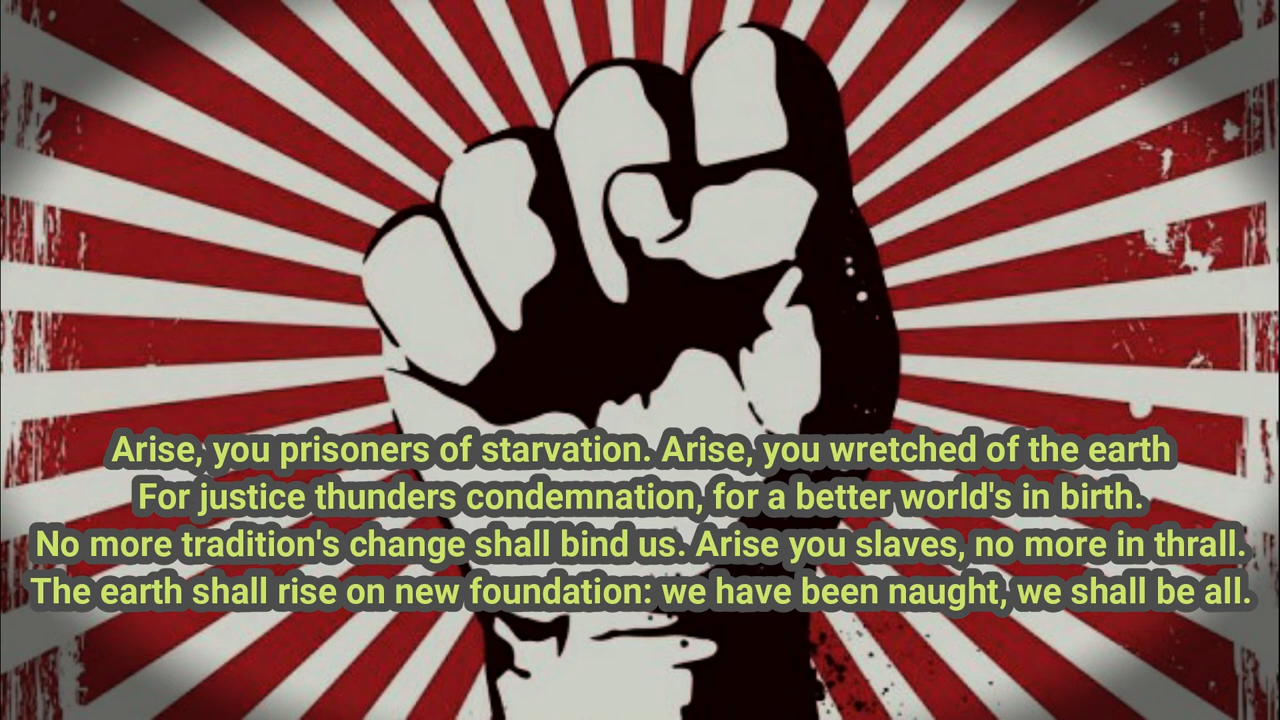 Arise, you prisoners of starvation. Arise, you wretched of the earth
For justice thunders condemnation, for a better world's in birth.
No more tradition's change shall bind us. Arise you slaves, no more in thrall.
The earth shall rise on new foundation: we have been naught, we shall be all.